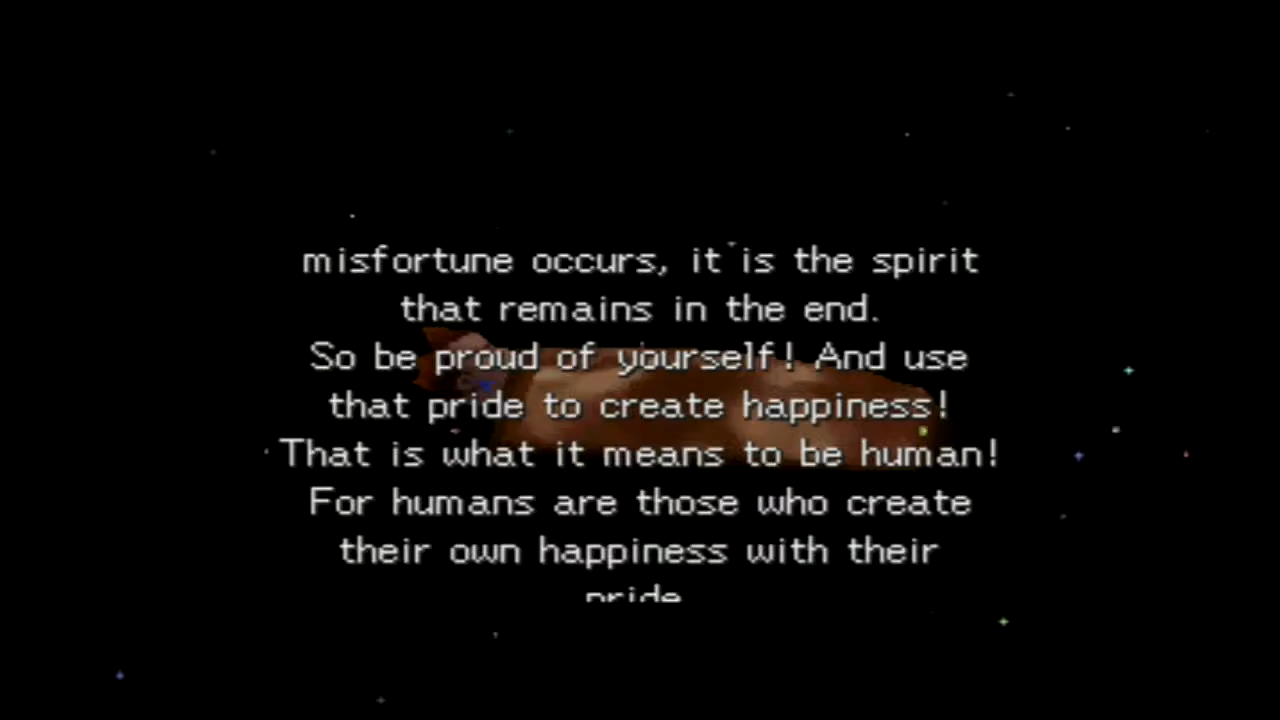 misfortune occurs, it is the spirit
that remains in the end.
So be proud of yourself! And use
that pride to create happiness!
That is what it means to be human!
For humans are those who create
their own happiness with their
pride